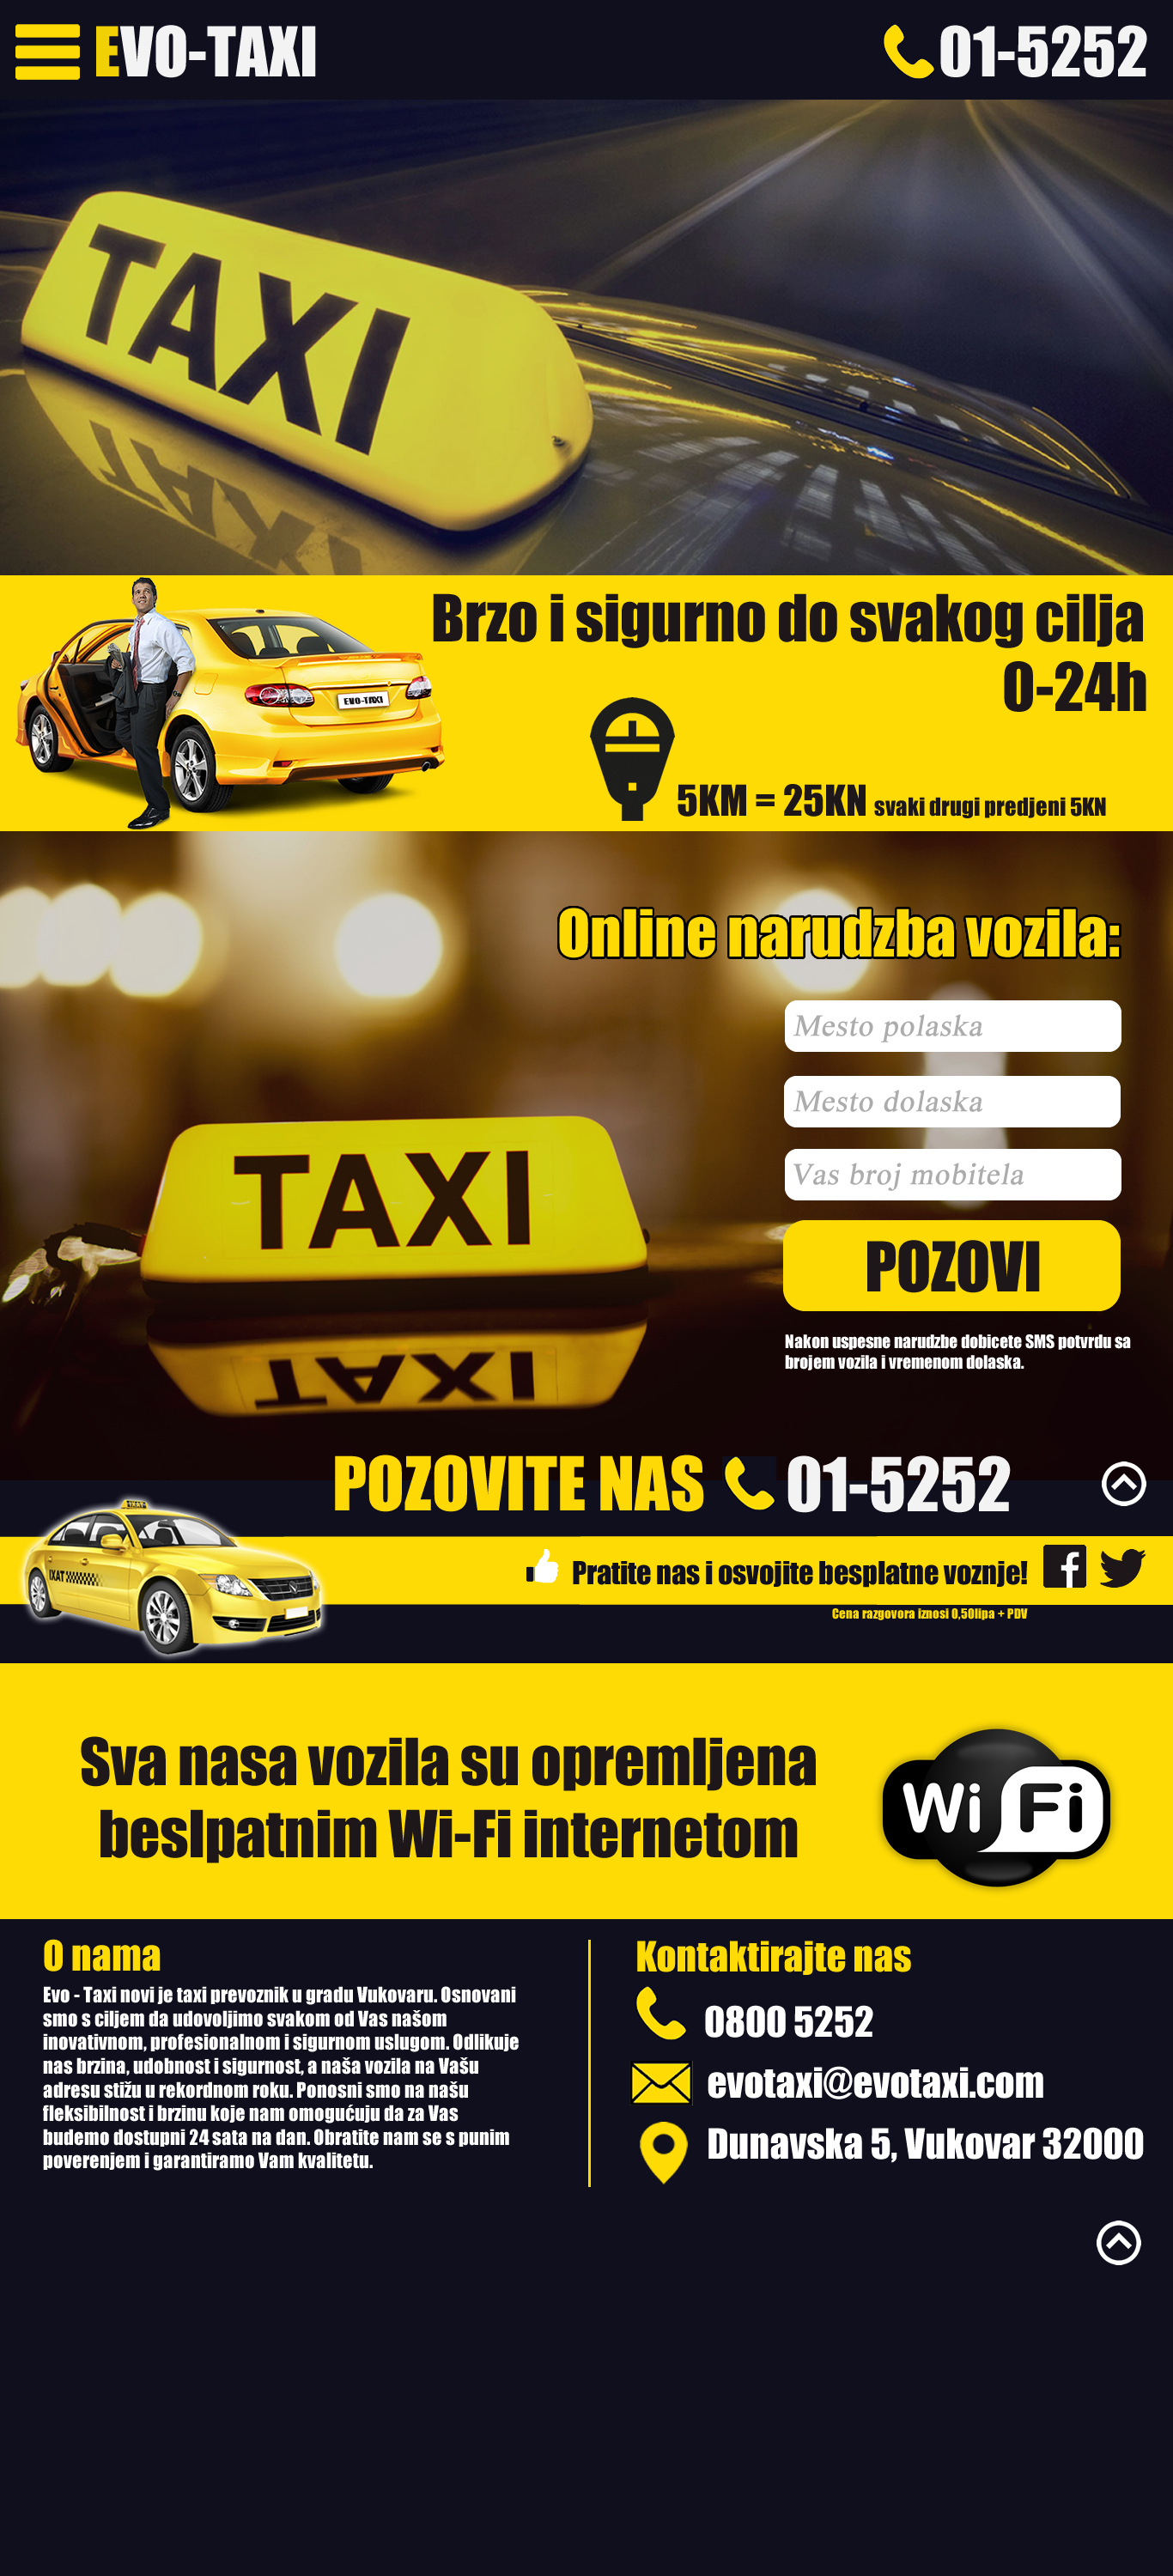 EVO-TAXI
01-5252
TAXI
Brzo i sigurno do svakog cilja
0-24h
EVO-TAXI
5KM = 25KN svaki drugi predjeni 5KN
Online narudzba vozila:
Mesto polaska
Mesto dolaska
Vas broj mobitela
TAXI
POZOVI
Nakon uspesne narudzbe dobicete SMS potvrdu sa
brojem vozila i vremenom dolaska.
POZOVITE NAS 01-5252
IXAT
Pratite nas i osvojite besplatne voznje!
Cena razgovora iznosi 0,50lipa + PDV
Sva nasa vozila su opremljena
beslpatnim Wi-Fi internetom
Wi Fi
O nama
Evo - Taxi novi je taxi prevoznik u gradu Vukovaru. Osnovani
smo s ciljem da udovoljimo svakom od Vas našom
inovativnom, profesionalnom i sigurnom uslugom. Odlikuje
nas brzina, udobnost i sigurnost, a naša vozila na Vašu
adresu stižu u rekordnom roku. Ponosni smo na našu
fleksibilnost i brzinu koje nam omogućuju da za Vas
budemo dostupni 24 sata na dan. Obratite nam se s punim
poverenjem i garantiramo Vam kvalitetu.
Kontaktirajte nas
0800 5252
evotaxi@evotaxi.com
Dunavska 5, Vukovar 32000